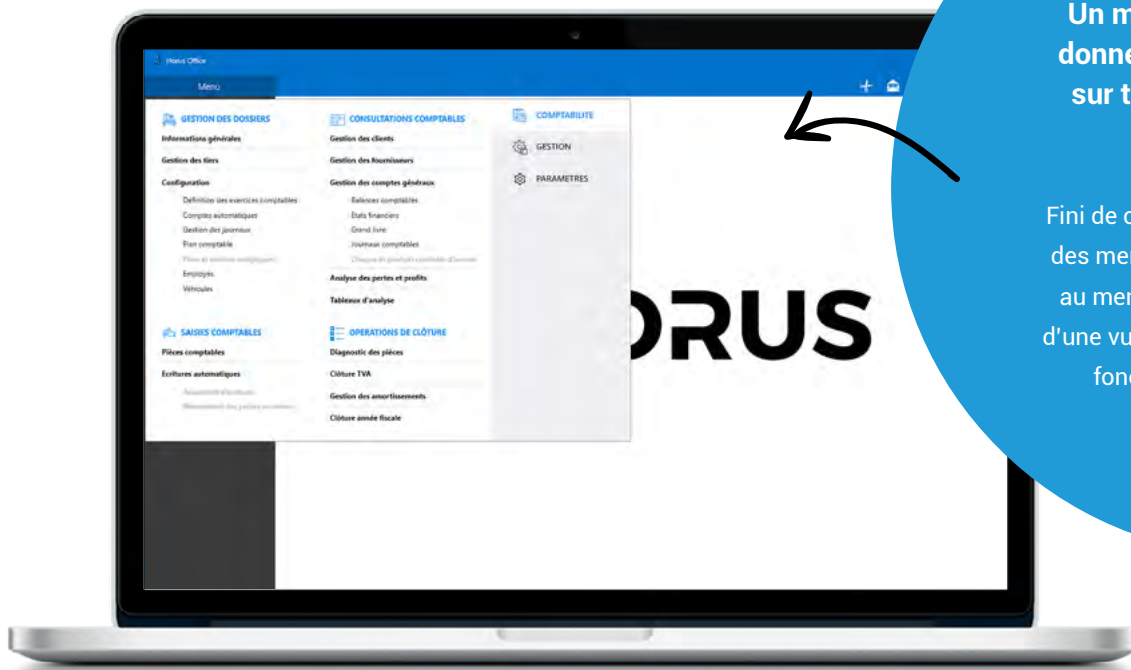 Horus Office
Menu
GESTION DES DOSSIERS
Informations générales
Gestion des tiers
Configuration
Définition des exercices comptables
Comptes automatiques
Gestion des journaux
Plan comptable
Employés
Véhicules
SAISIES COMPTABLES
Pièces comptables
Ecritures automatiques
CONSULTATIONS COMPTABLES
Gestion des clients
Gestion des fournisseurs
Gestion des comptes généraux
Balances comptables
Etats financiers
Grand livre
Journaux comptables
Analyse des pertes et profits
Tableaux d'analyse
OPERATIONS DE CLÔTURE
Diagnostic des pièces
Clôture TVA
Gestion des amortissements
Clôture année fiscale
COMPTABILITE
GESTION
PARAMETRES
ORUS
Un m
donne
sur t
Fini de c
des men
au men
d'une vu
fonc